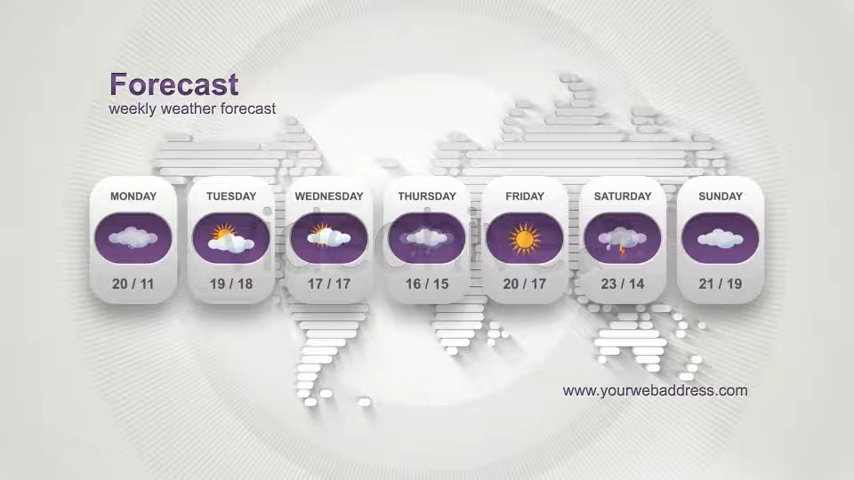 Forecast
weekly weather forecast
MONDAY TUESDAY WEDNESDAY THURSDAY FRIDAY SATURDAY SUNDAY
videohive
20 / 11 19 / 18 17 / 17 16 / 15 20 / 17 23 / 14 21 / 19
www.yourwebaddress.com